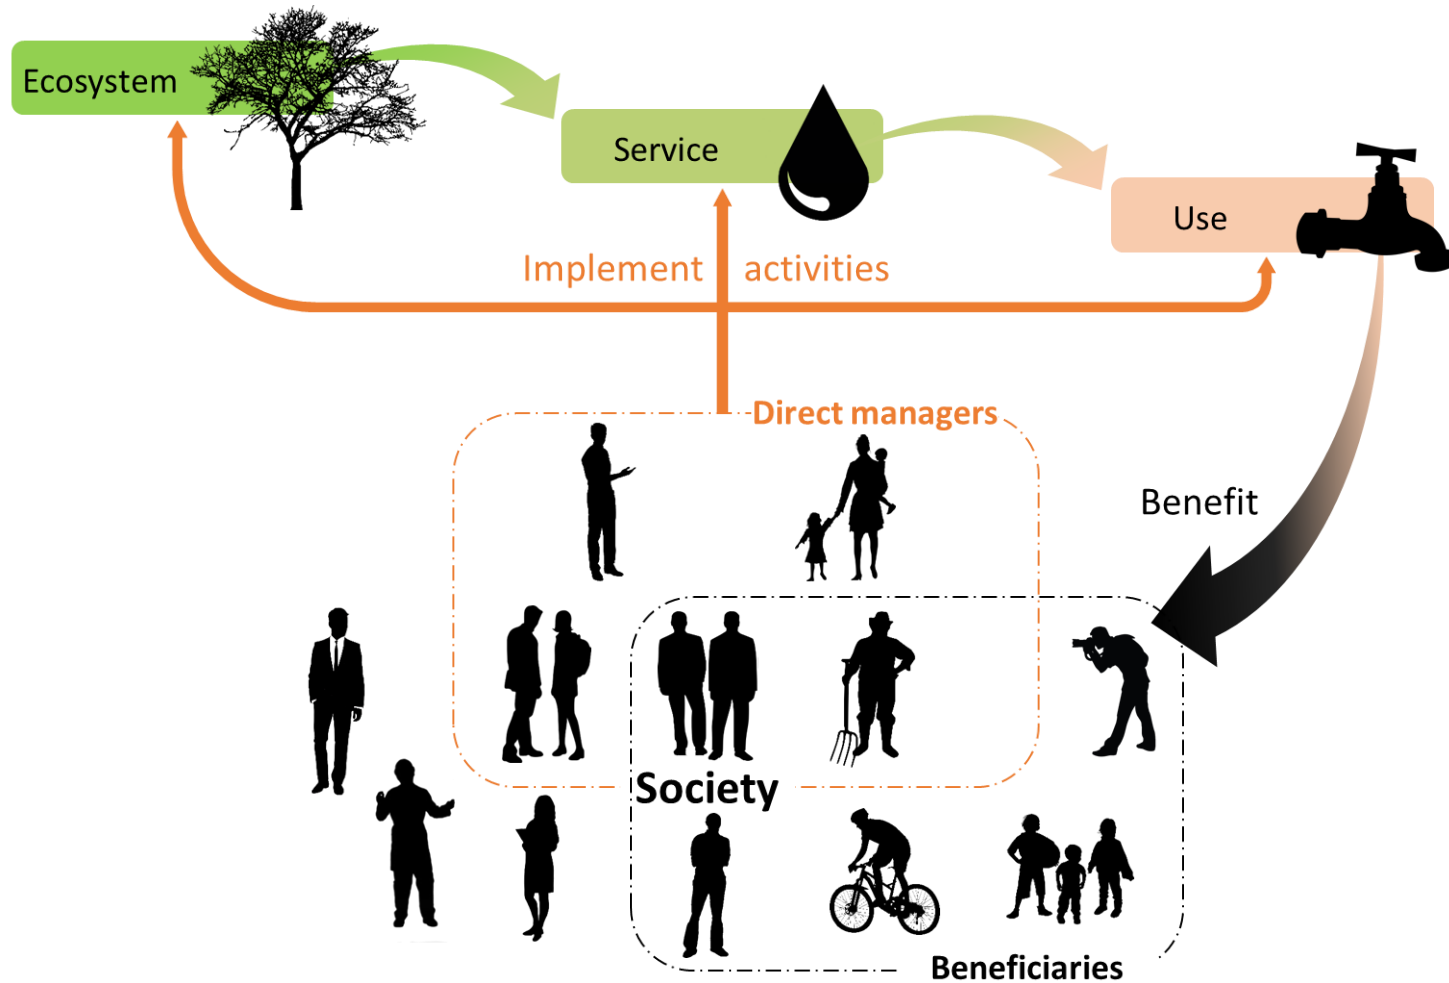 Ecosystem
Service
Use
Implement activities
Direct managers
Benefit
Society
Beneficiaries